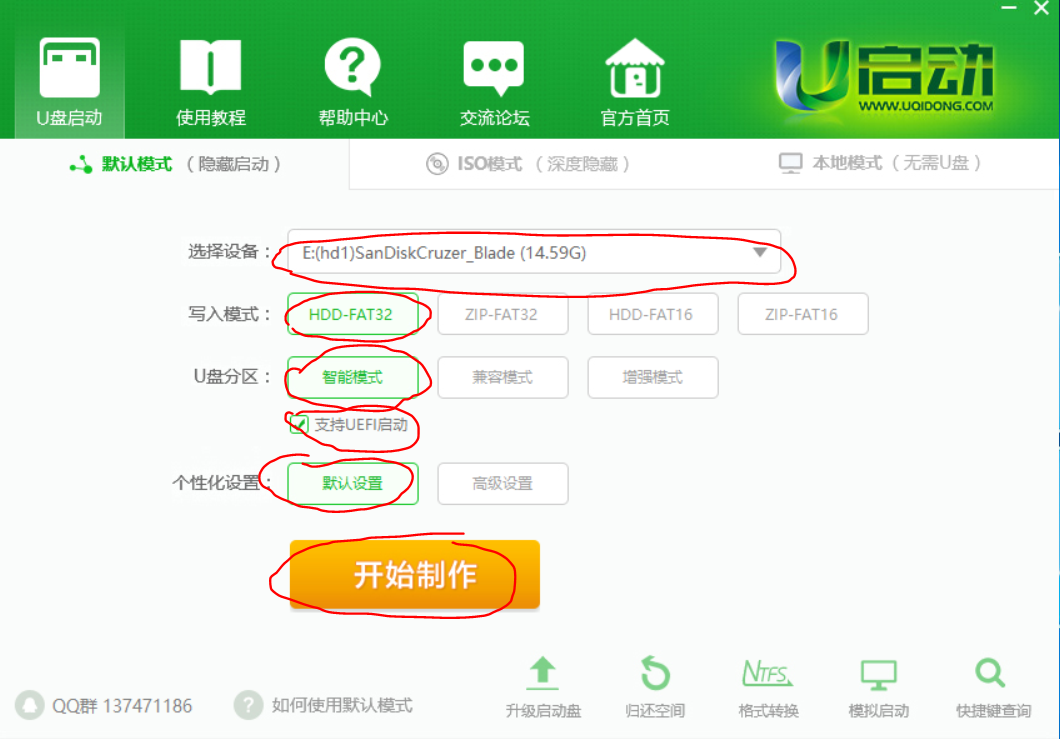 U盘启动
使用教程
帮助中心
交流论坛
官方首页
U启动
WWW.UQIDONG.COM
默认模式 （ 隐藏启动 ）
ISO模式 （ 深度隐藏 ）
本地模式 （ 无需U盘 ）
选择设备： E:(hd1)SanDiskCruzer_Blade (14.59G)
写入模式： HDD-FAT32 ZIP-FAT32 HDD-FAT16 ZIP-FAT16
U盘分区： 智能模式 兼容模式 增强模式
支持UEFI启动
个性化设置： 默认设置 高级设置
开始制作
NTFS
QQ群 137471186
如何使用默认模式
升级启动盘
归还空间
格式转换
模拟启动
快捷键查询